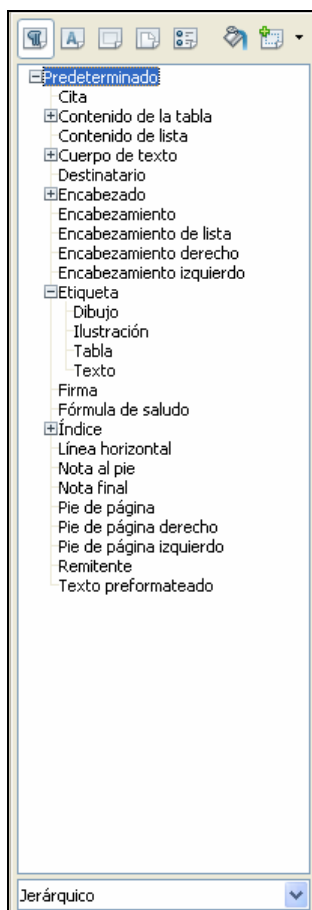 Predeterminado
Cita
Contenido de la tabla
Contenido de lista
Cuerpo de texto
Destinatario
Encabezado
Encabezamiento
Encabezamiento de lista
Encabezamiento derecho
Encabezamiento izquierdo
Etiqueta
Dibujo
Ilustración
Tabla
Texto
Firma
Fórmula de saludo
Índice
Línea horizontal
Nota al pie
Nota final
Pie de página
Pie de página derecho
Pie de página izquierdo
Remitente
Texto preformateado
Jerárquico